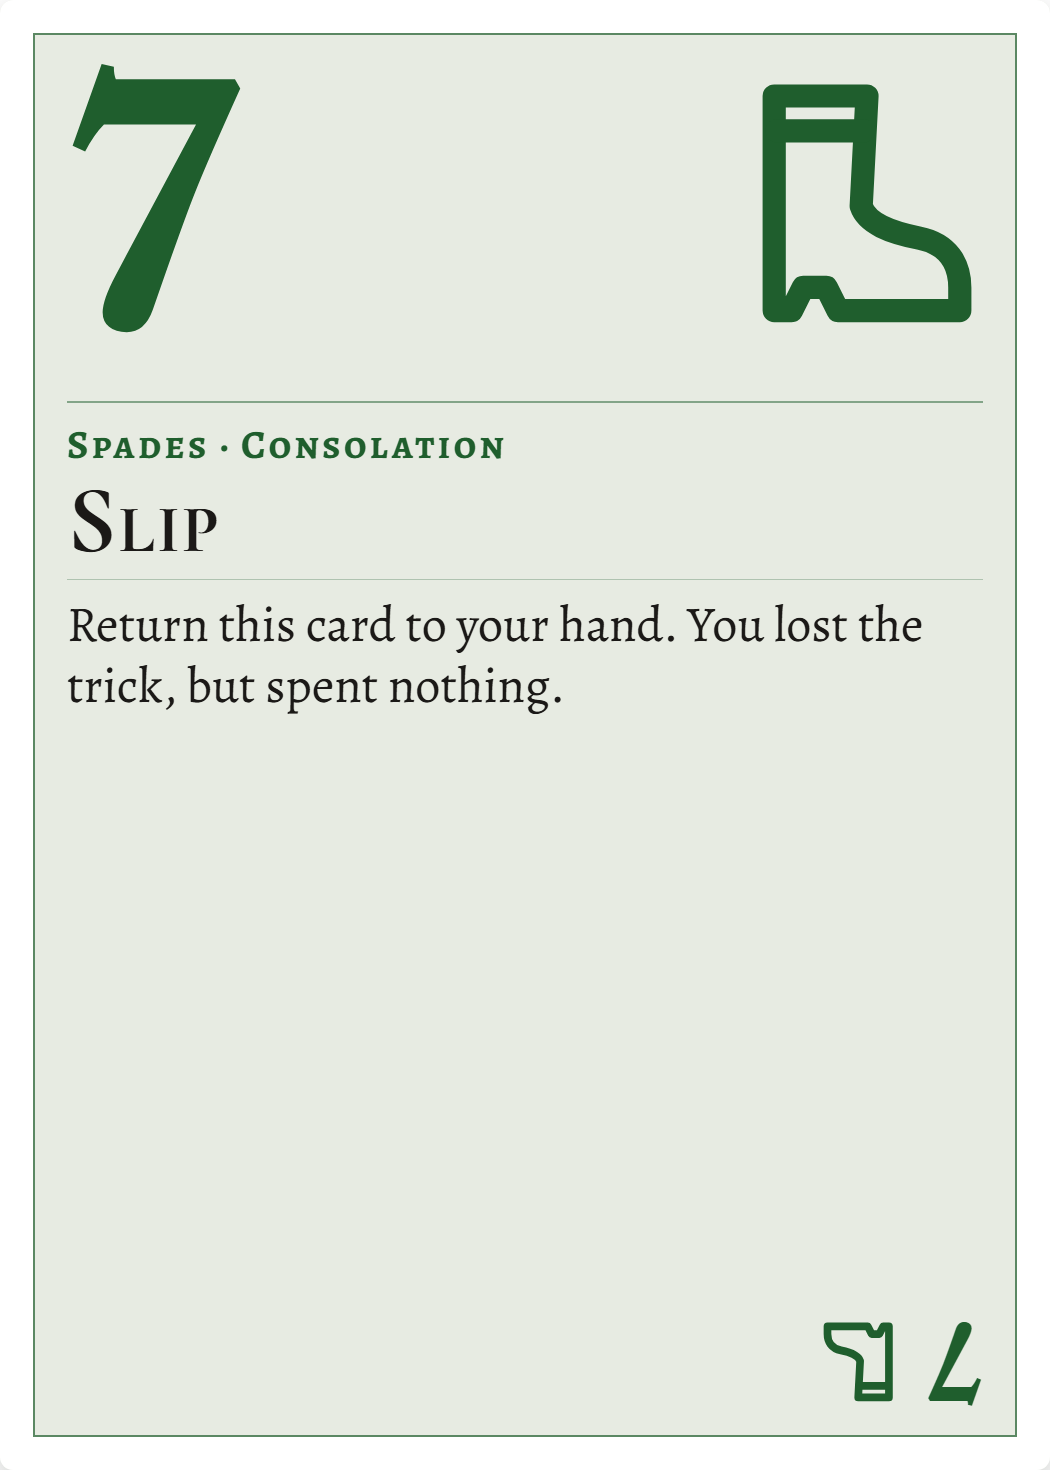 7
Spades · Consolation
Slip
Return this card to your hand. You lost the
trick, but spent nothing.
7